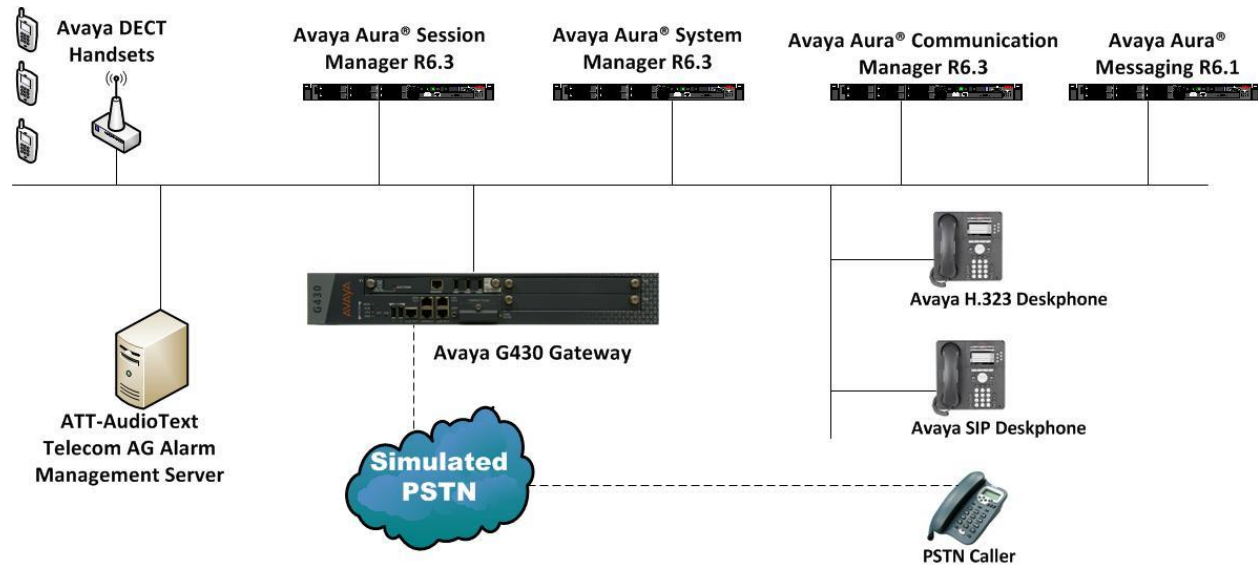 Avaya DECT
Handsets
Avaya Aura® Session
Manager R6.3
Avaya Aura® System
Manager R6.3
Avaya Aura® Communication
Manager R6.3
Avaya Aura®
Messaging R6.1
G430
AVAYA
Avaya G430 Gateway
Avaya H.323 Deskphone
Avaya SIP Deskphone
ATT-AudioText
Telecom AG Alarm
Management Server
Simulated
PSTN
PSTN Caller